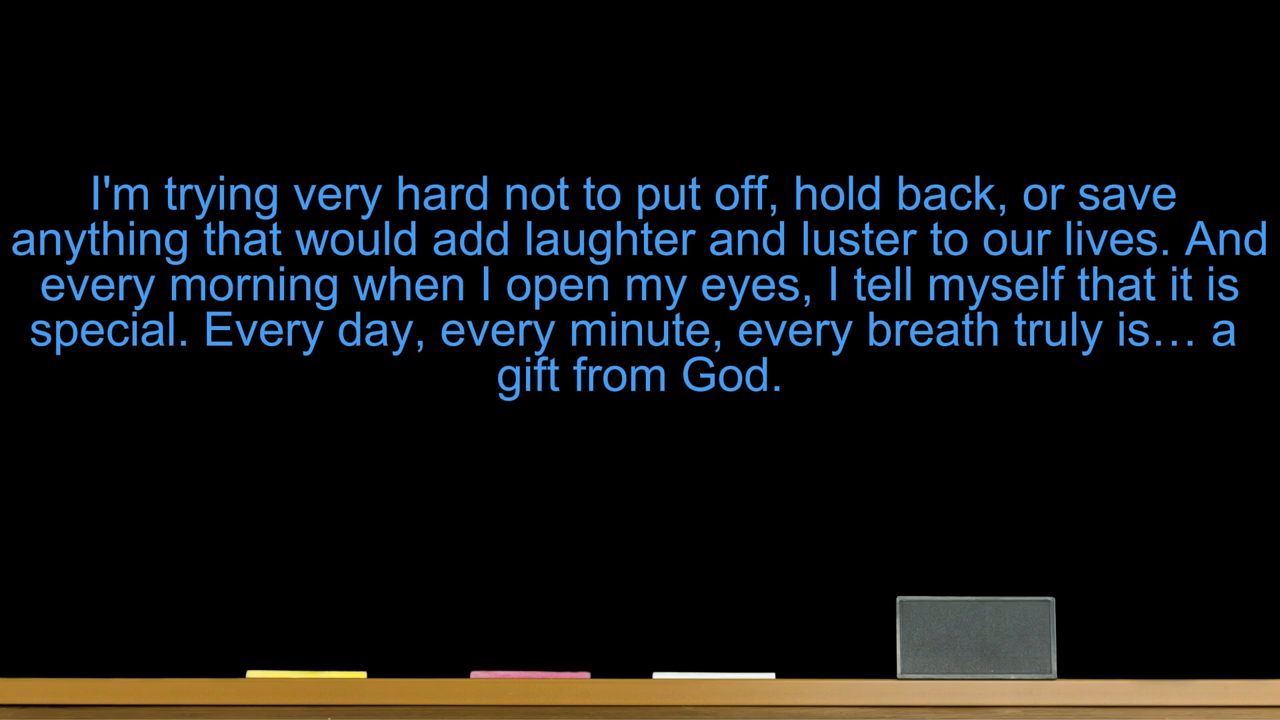 I'm trying very hard not to put off, hold back, or save
anything that would add laughter and luster to our lives. And
every morning when I open my eyes, I tell myself that it is
special. Every day, every minute, every breath truly is… a
gift from God.